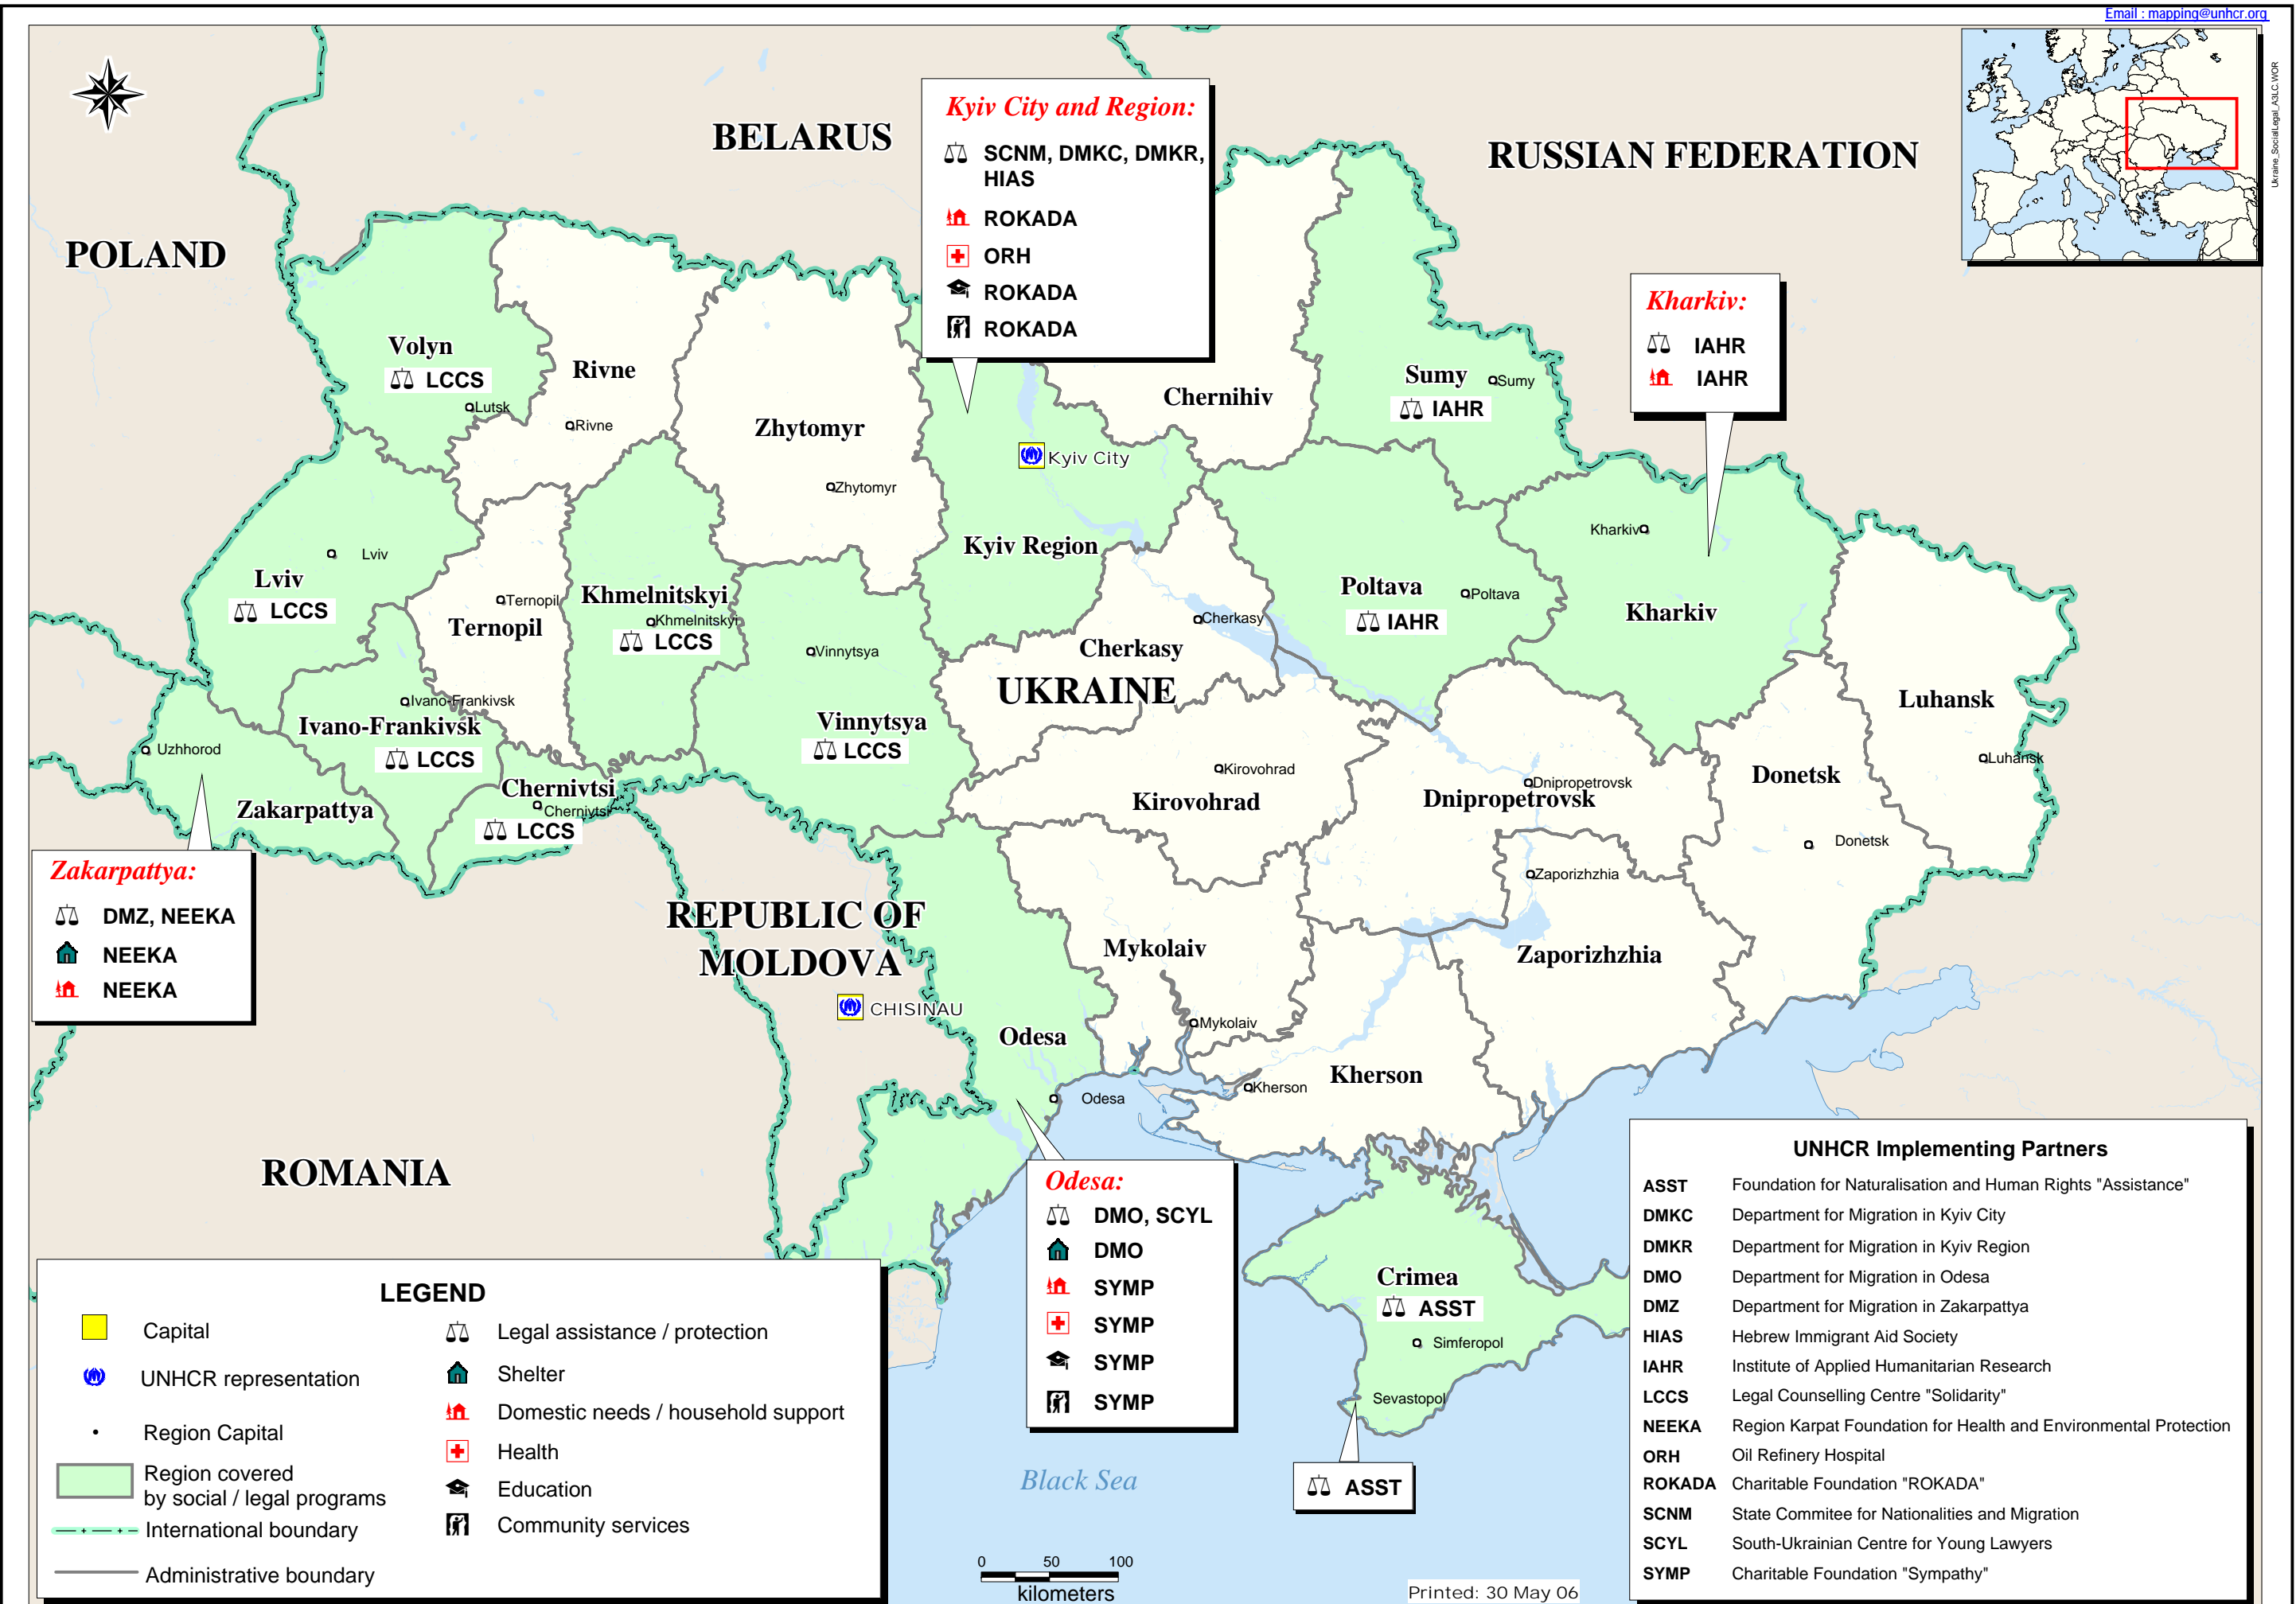 Email : mapping@unhcr.org
Ukraine_SocialLegal_A3LC.WOR
BELARUS
RUSSIAN FEDERATION
POLAND
Kyiv City and Region:
SCNM, DMKC, DMKR,
HIAS
ROKADA
ORH
ROKADA
ROKADA
Kharkiv:
IAHR
IAHR
Volyn
LCCS
Lutsk
Rivne
Rivne
Zhytomyr
Zhytomyr
Chernihiv
Sumy
Sumy
IAHR
Kyiv City
Kyiv Region
Kharkiv
Kharkiv
Lviv
Lviv
LCCS
Ternopil
Ternopil
Khmelnitskyi
Khmelnitskyi
LCCS
Poltava
Poltava
IAHR
Cherkasy
Cherkasy
UKRAINE
Vinnytsya
Vinnytsya
LCCS
Luhansk
Luhansk
Ivano-Frankivsk
Ivano-Frankivsk
LCCS
Uzhhorod
Zakarpattya
Chernivtsi
Chernivtsi
LCCS
Kirovohrad
Kirovohrad
Dnipropetrovsk
Dnipropetrovsk
Donetsk
Donetsk
Zakarpattya:
DMZ, NEEKA
NEEKA
NEEKA
REPUBLIC OF
MOLDOVA
CHISINAU
Mykolaiv
Mykolaiv
Zaporizhzhia
Zaporizhzhia
Odesa
Odesa
Kherson
Kherson
ROMANIA
Odesa:
DMO, SCYL
DMO
SYMP
SYMP
SYMP
SYMP
Crimea
ASST
Simferopol
Sevastopol
ASST
Black Sea
LEGEND
Capital
UNHCR representation
Region Capital
Region covered
by social / legal programs
International boundary
Administrative boundary
Legal assistance / protection
Shelter
Domestic needs / household support
Health
Education
Community services
0 50 100
kilometers
Printed: 30 May 06
UNHCR Implementing Partners
ASST Foundation for Naturalisation and Human Rights "Assistance"
DMKC Department for Migration in Kyiv City
DMKR Department for Migration in Kyiv Region
DMO Department for Migration in Odesa
DMZ Department for Migration in Zakarpattya
HIAS Hebrew Immigrant Aid Society
IAHR Institute of Applied Humanitarian Research
LCCS Legal Counselling Centre "Solidarity"
NEEKA Region Karpat Foundation for Health and Environmental Protection
ORH Oil Refinery Hospital
ROKADA Charitable Foundation "ROKADA"
SCNM State Commitee for Nationalities and Migration
SCYL South-Ukrainian Centre for Young Lawyers
SYMP Charitable Foundation "Sympathy"